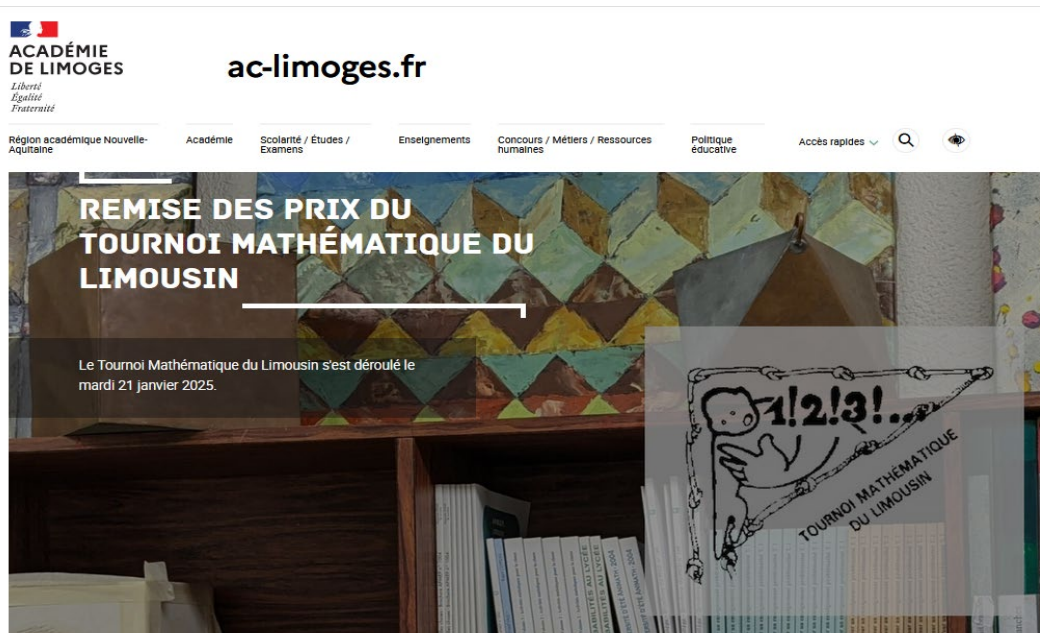 ACADÉMIE
DE LIMOGES
Liberté
Égalité
Fraternité
ac-limoges.fr
Région académique Nouvelle-
Aquitaine
Académie
Scolarité / Études /
Examens
Enseignements
Concours / Métiers / Ressources
humaines
Politique
éducative
Accès rapides
REMISE DES PRIX DU
TOURNOI MATHÉMATIQUE DU
LIMOUSIN
Le Tournoi Mathématique du Limousin s'est déroulé le
mardi 21 janvier 2025.
1!2!3!...
TOURNOI MATHÉMATIQUE
DU LIMOUSIN